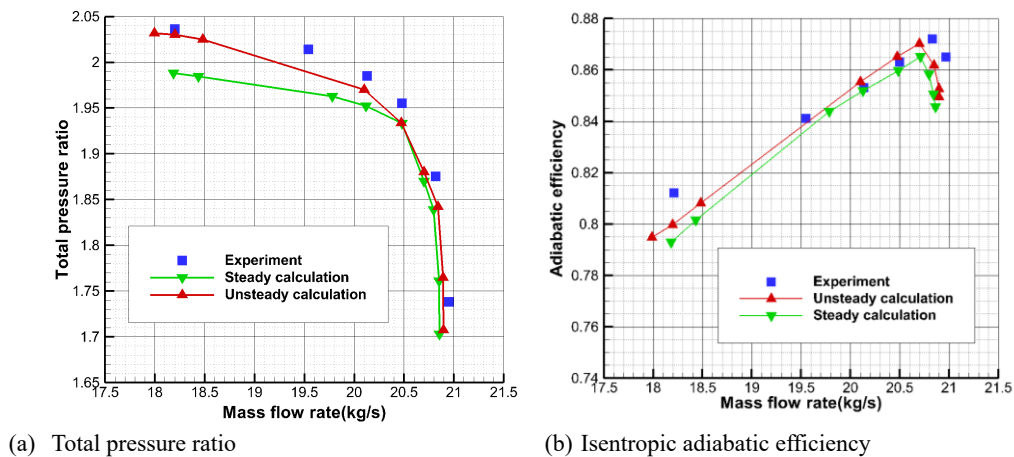 2.05
2
1.95
1.9
1.85
1.8
1.75
1.7
1.65
17.5 18 18.5 19 19.5 20 20.5 21 21.5
Total pressure ratio
Mass flow rate(kg/s)
Experiment
Steady calculation
Unsteady calculation
0.88
0.86
0.84
0.82
0.8
0.78
0.76
0.74
17.5 18 18.5 19 19.5 20 20.5 21 21.5
Adiabatic efficiency
Mass flow rate(kg/s)
Experiment
Unsteady calculation
Steady calculation
(a) Total pressure ratio
(b) Isentropic adiabatic efficiency